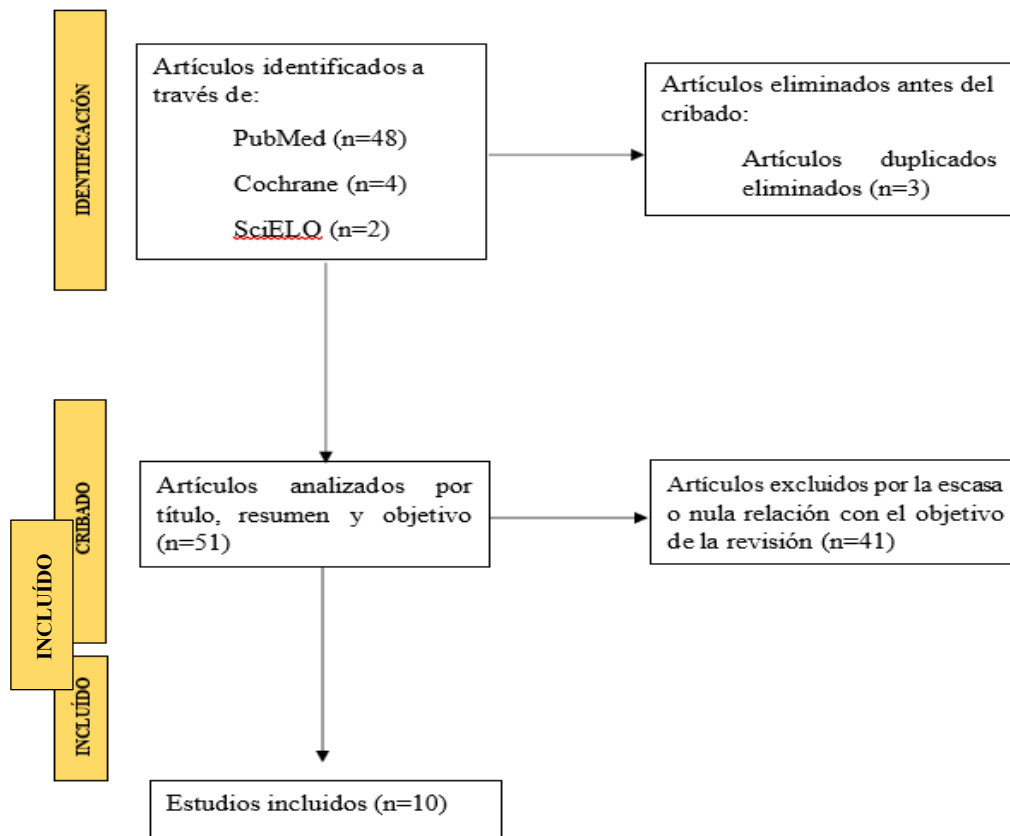 IDENTIFICACIÓN
Artículos identificados a
través de:
PubMed (n=48)
Cochrane (n=4)
SciELO (n=2)
Artículos eliminados antes del
cribado:
Artículos duplicados
eliminados (n=3)
CRIBADO
Artículos analizados por
título, resumen y objetivo
(n=51)
Artículos excluidos por la escasa
o nula relación con el objetivo
de la revisión (n=41)
INCLUÍDO
INCLUÍDO
Estudios incluidos (n=10)